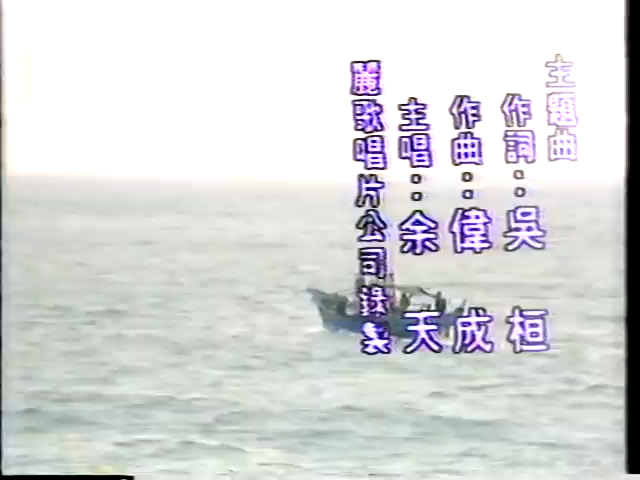 主題曲
作詞：吳桓
作曲：偉成
主唱：余天
麗歌唱片公司錄製